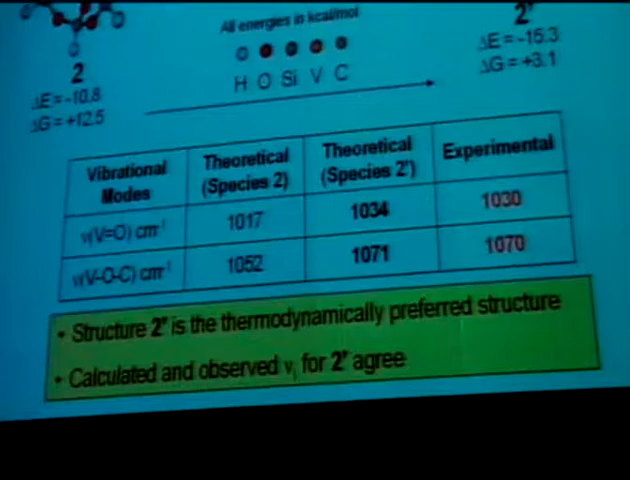 All energies in kcal/mol
2'
ΔE = -15.3
ΔG = +3.1
2
ΔE = -10.8
ΔG = +12.5
H O Si V C
Vibrational Modes | Theoretical (Species 2) | Theoretical (Species 2') | Experimental
ν(V=O) cm-1 | 1017 | 1034 | 1030
ν(V-O-C) cm-1 | 1052 | 1071 | 1070
• Structure 2' is the thermodynamically preferred structure
• Calculated and observed νi for 2' agree